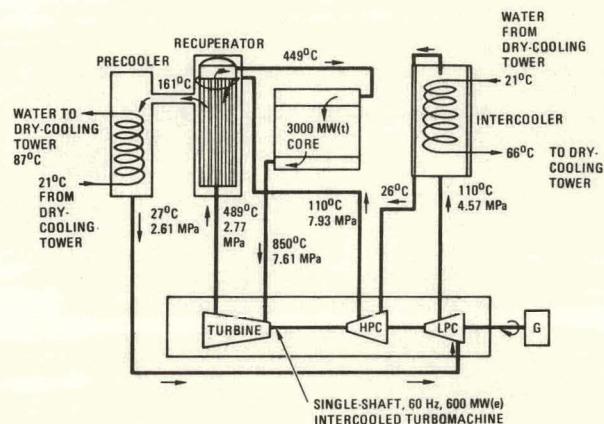 RECUPERATOR
PRECOOLER
449°C
161°C
WATER TO
DRY-COOLING
TOWER
87°C
21°C
FROM
DRY-
COOLING
TOWER
27°C
2.61 MPa
489°C
2.77
MPa
3000 MW(t)
CORE
850°C
7.61 MPa
110°C
7.93 MPa
26°C
110°C
4.57 MPa
WATER
FROM
DRY-COOLING
TOWER
21°C
INTERCOOLER
66°C
TO DRY-
COOLING
TOWER
TURBINE
HPC
LPC
G
SINGLE-SHAFT, 60 Hz, 600 MW(e)
INTERCOOLED TURBOMACHINE